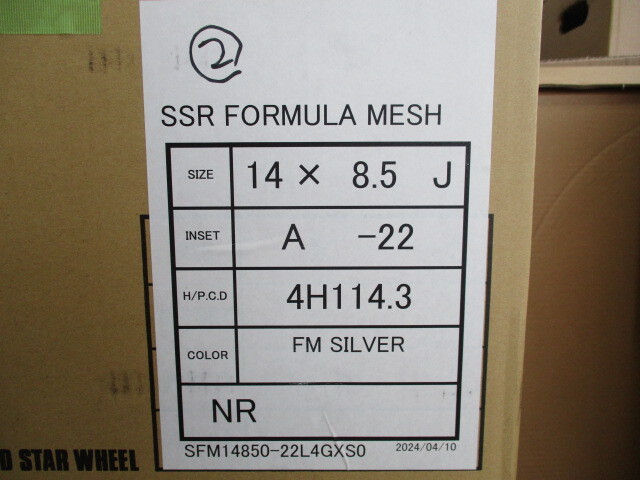 ②
SSR FORMULA MESH
SIZE 14 × 8.5 J
INSET A -22
H/P.C.D 4H114.3
COLOR FM SILVER
NR
SFM14850-22L4GXS0 2024/04/10
D STAR WHEEL